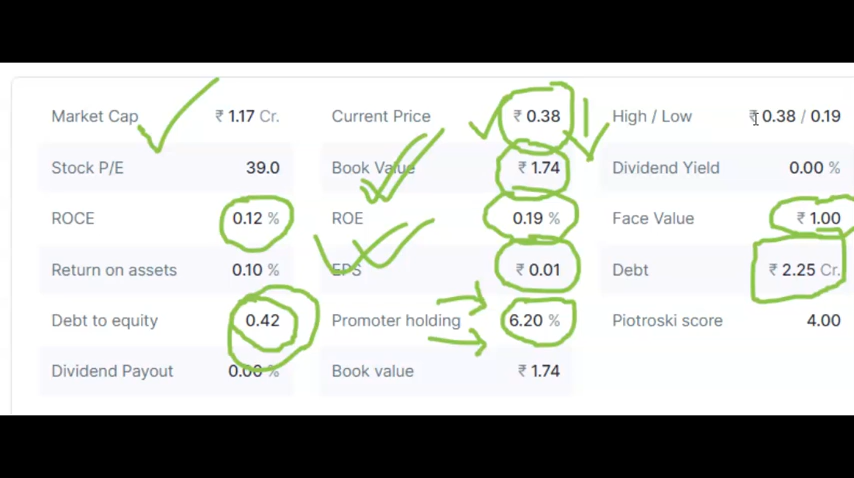 Market Cap ₹ 1.17 Cr. Current Price ₹ 0.38 High / Low ₹ 0.38 / 0.19
Stock P/E 39.0 Book Value ₹ 1.74 Dividend Yield 0.00 %
ROCE 0.12 % ROE 0.19 % Face Value ₹ 1.00
Return on assets 0.10 % EPS ₹ 0.01 Debt ₹ 2.25 Cr.
Debt to equity 0.42 Promoter holding 6.20 % Piotroski score 4.00
Dividend Payout 0.00 % Book value ₹ 1.74